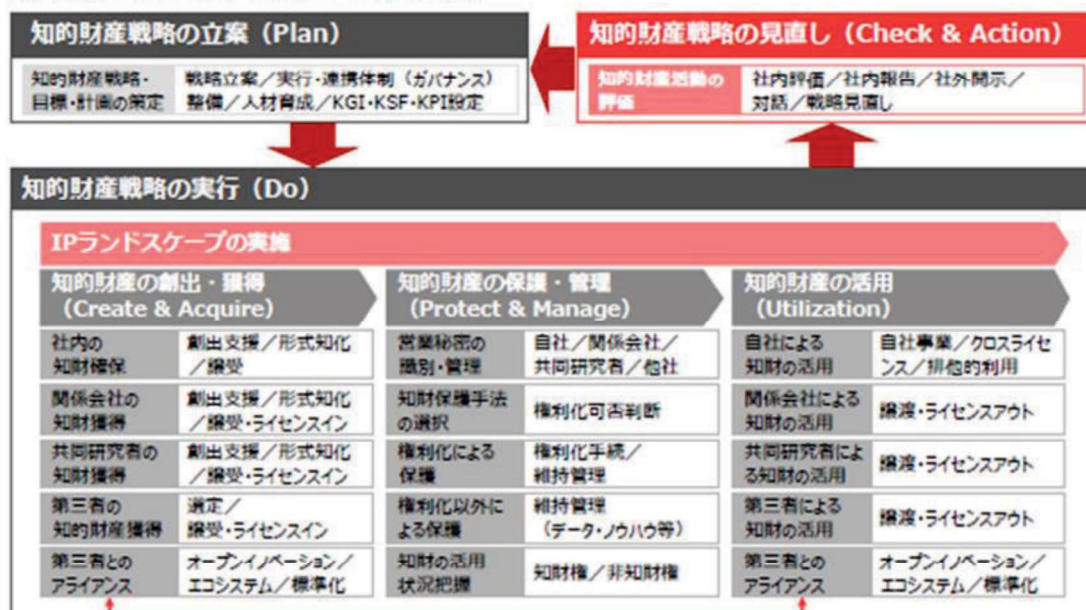 知的財産戦略の立案（Plan）
知的財産戦略・
目標・計画の策定
戦略立案／実行・連携体制（ガバナンス）
整備／人材育成／KGI・KSF・KPI設定
知的財産戦略の見直し（Check & Action）
知的財産活動の
評価
社内評価／社内報告／社外開示／
対話／戦略見直し
知的財産戦略の実行（Do）
IPランドスケープの実施
知的財産の創出・獲得
（Create & Acquire）
社内の
知財確保
創出支援／形式知化
／譲受
関係会社の
知財獲得
創出支援／形式知化
／譲受・ライセンスイン
共同研究者の
知財獲得
創出支援／形式知化
／譲受・ライセンスイン
第三者の
知的財産獲得
選定／
譲受・ライセンスイン
第三者との
アライアンス
オープンイノベーション／
エコシステム／標準化
知的財産の保護・管理
（Protect & Manage）
営業秘密の
識別・管理
自社／関係会社／
共同研究者／他社
知財保護手法
の選択
権利化可否判断
権利化による
保護
権利化手続／
維持管理
権利化以外に
よる保護
維持管理
（データ・ノウハウ等）
知財の活用
状況把握
知財権／非知財権
知的財産の活用
（Utilization）
自社による
知財の活用
自社事業／クロスライセ
ンス／排他的利用
関係会社による
知財の活用
譲渡・ライセンスアウト
共同研究者によ
る知財の活用
譲渡・ライセンスアウト
第三者による
知財の活用
譲渡・ライセンスアウト
第三者との
アライアンス
オープンイノベーション／
エコシステム／標準化